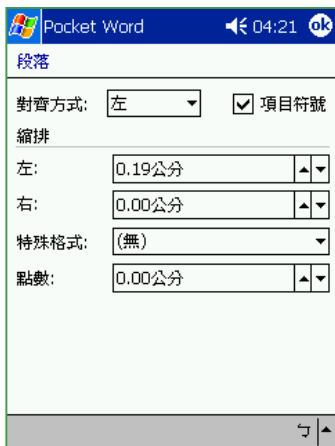 Pocket Word 04:21 ok
段落
對齊方式: 左 項目符號
縮排
左: 0.19公分
右: 0.00公分
特殊格式: (無)
點數: 0.00公分
ㄅ